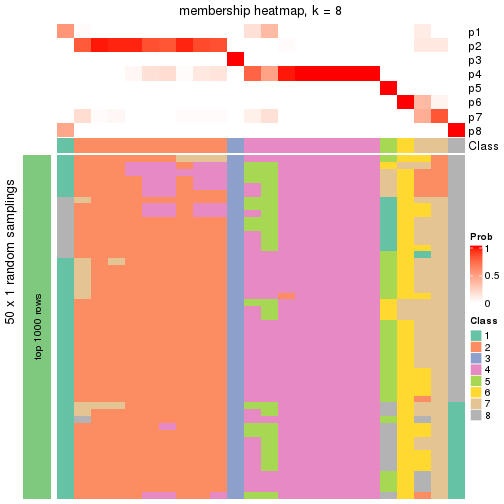 membership heatmap, k = 8
p1
p2
p3
p4
p5
p6
p7
p8
Class
50 x 1 random samplings
top 1000 rows
Prob
1
0.5
0
Class
1
2
3
4
5
6
7
8